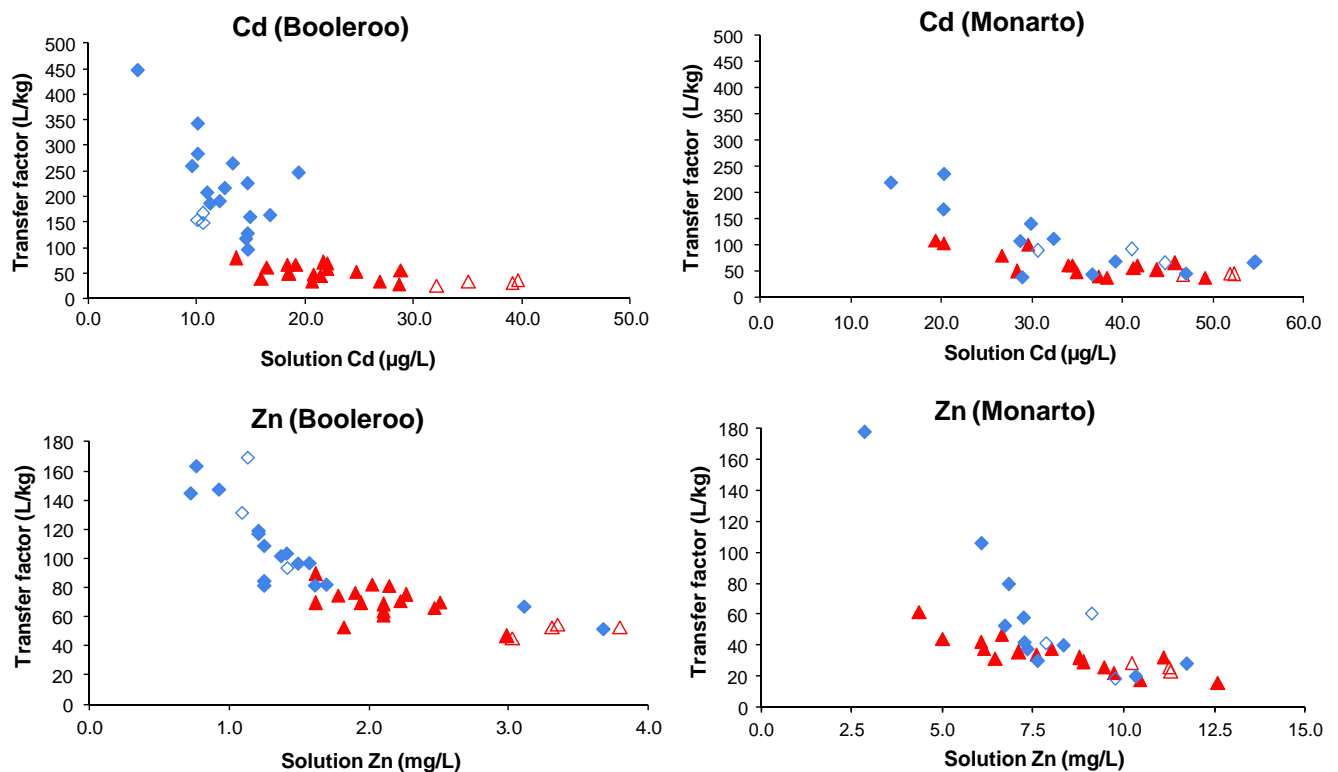 Cd (Booleroo)
Transfer factor (L/kg)
500
450
400
350
300
250
200
150
100
50
0
0.0 10.0 20.0 30.0 40.0 50.0
Solution Cd (µg/L)
Cd (Monarto)
Transfer factor (L/kg)
500
450
400
350
300
250
200
150
100
50
0
0.0 10.0 20.0 30.0 40.0 50.0 60.0
Solution Cd (µg/L)
Zn (Booleroo)
Transfer factor (L/kg)
180
160
140
120
100
80
60
40
20
0
0.0 1.0 2.0 3.0 4.0
Solution Zn (mg/L)
Zn (Monarto)
Transfer factor (L/kg)
180
160
140
120
100
80
60
40
20
0
0.0 2.5 5.0 7.5 10.0 12.5 15.0
Solution Zn (mg/L)